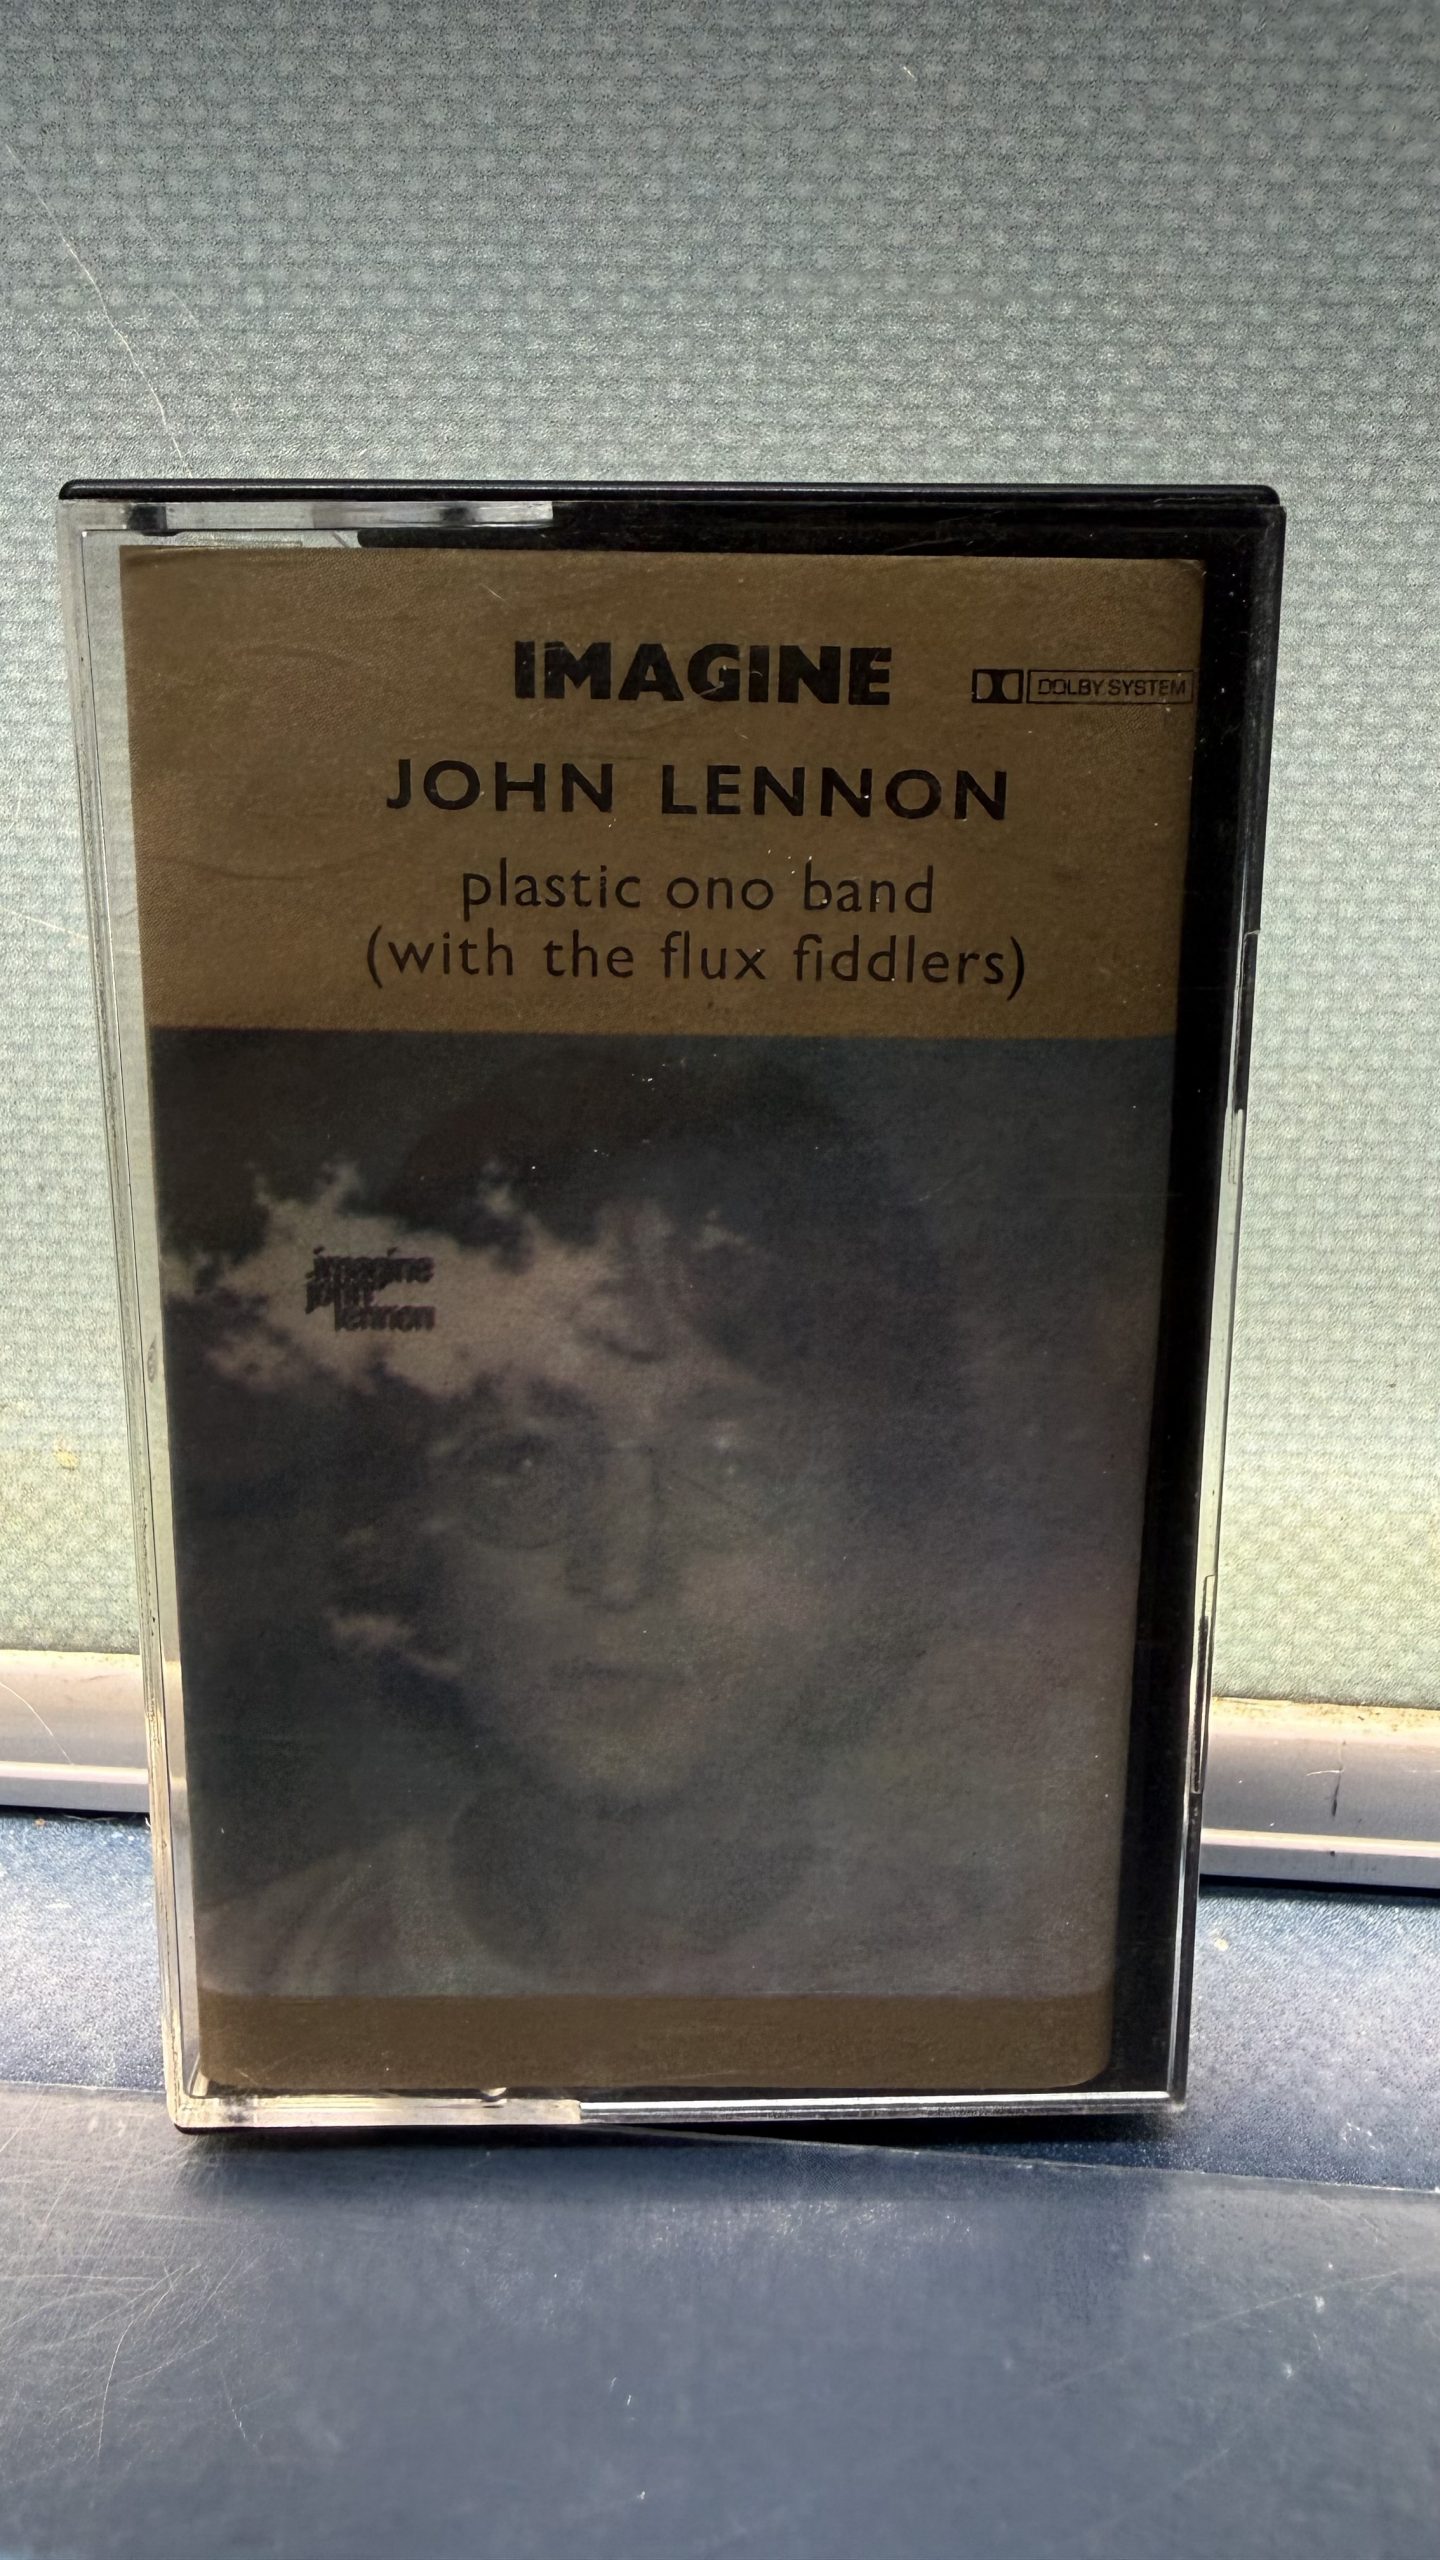 IMAGINE
DOLBY SYSTEM
JOHN LENNON
plastic ono band
(with the flux fiddlers)
imagine
john
lennon